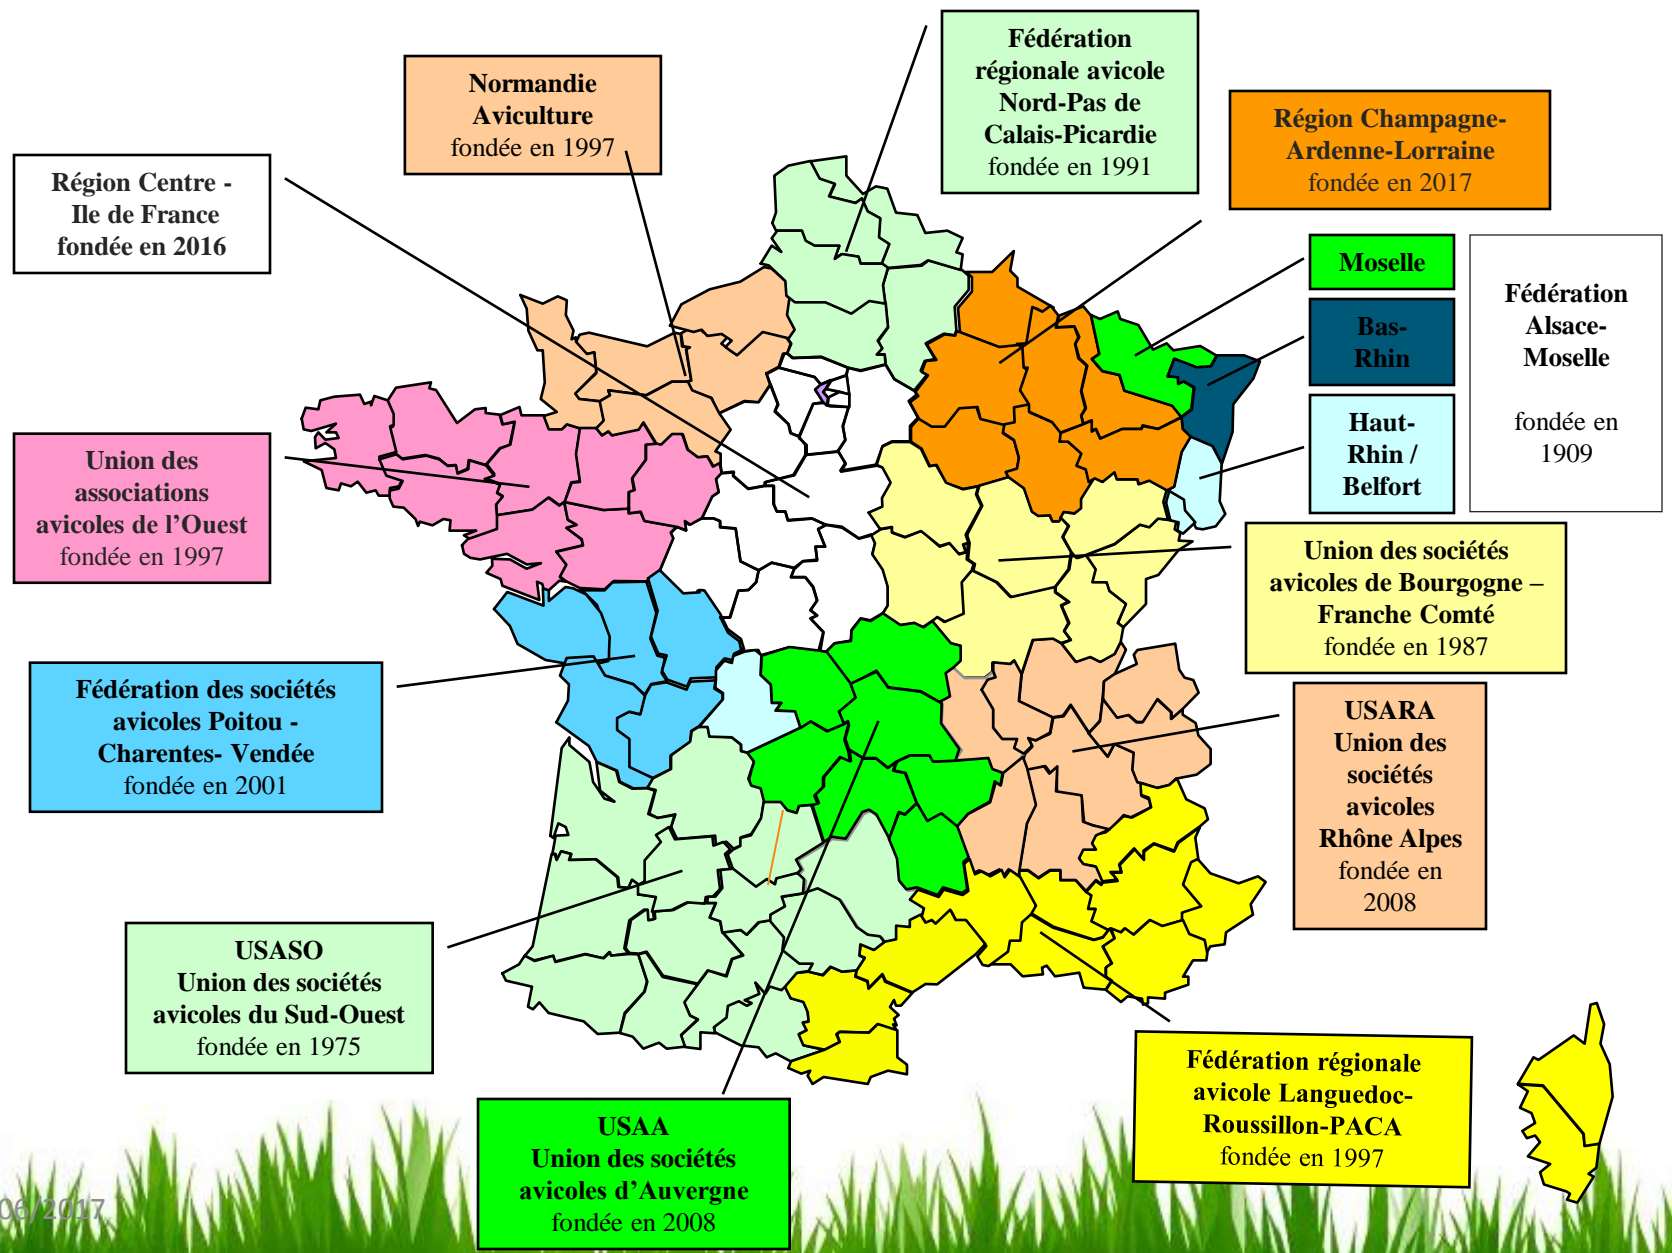 Fédération
régionale avicole
Nord-Pas de
Calais-Picardie
fondée en 1991
Normandie
Aviculture
fondée en 1997
Région Champagne-
Ardenne-Lorraine
fondée en 2017
Région Centre -
Ile de France
fondée en 2016
Moselle
Bas-
Rhin
Haut-
Rhin /
Belfort
Fédération
Alsace-
Moselle
fondée en
1909
Union des
associations
avicoles de l’Ouest
fondée en 1997
Union des sociétés
avicoles de Bourgogne –
Franche Comté
fondée en 1987
Fédération des sociétés
avicoles Poitou -
Charentes- Vendée
fondée en 2001
USARA
Union des
sociétés
avicoles
Rhône Alpes
fondée en
2008
USASO
Union des sociétés
avicoles du Sud-Ouest
fondée en 1975
Fédération régionale
avicole Languedoc-
Roussillon-PACA
fondée en 1997
USAA
Union des sociétés
avicoles d’Auvergne
fondée en 2008
06/2017